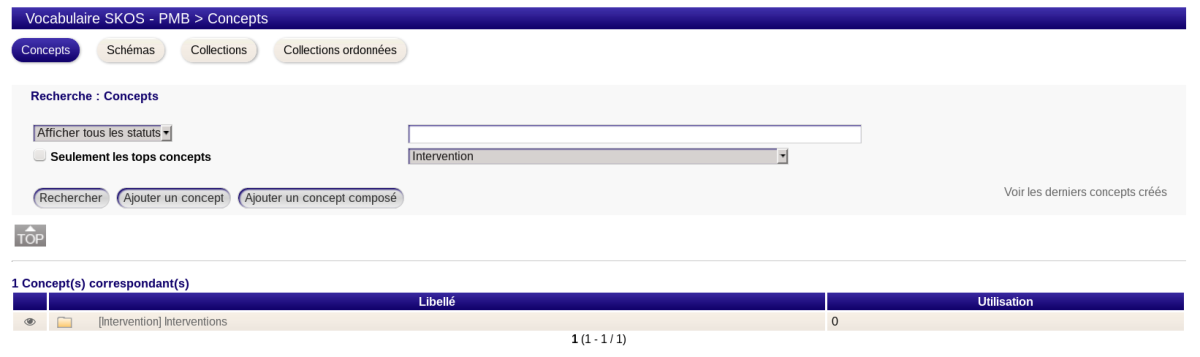 Vocabulaire SKOS - PMB > Concepts
Concepts Schémas Collections Collections ordonnées
Recherche : Concepts
Afficher tous les statuts
Seulement les tops concepts Intervention
Rechercher Ajouter un concept Ajouter un concept composé Voir les derniers concepts créés
TOP
1 Concept(s) correspondant(s)
Libellé Utilisation
[Intervention] Interventions 0
1 (1 - 1 / 1)